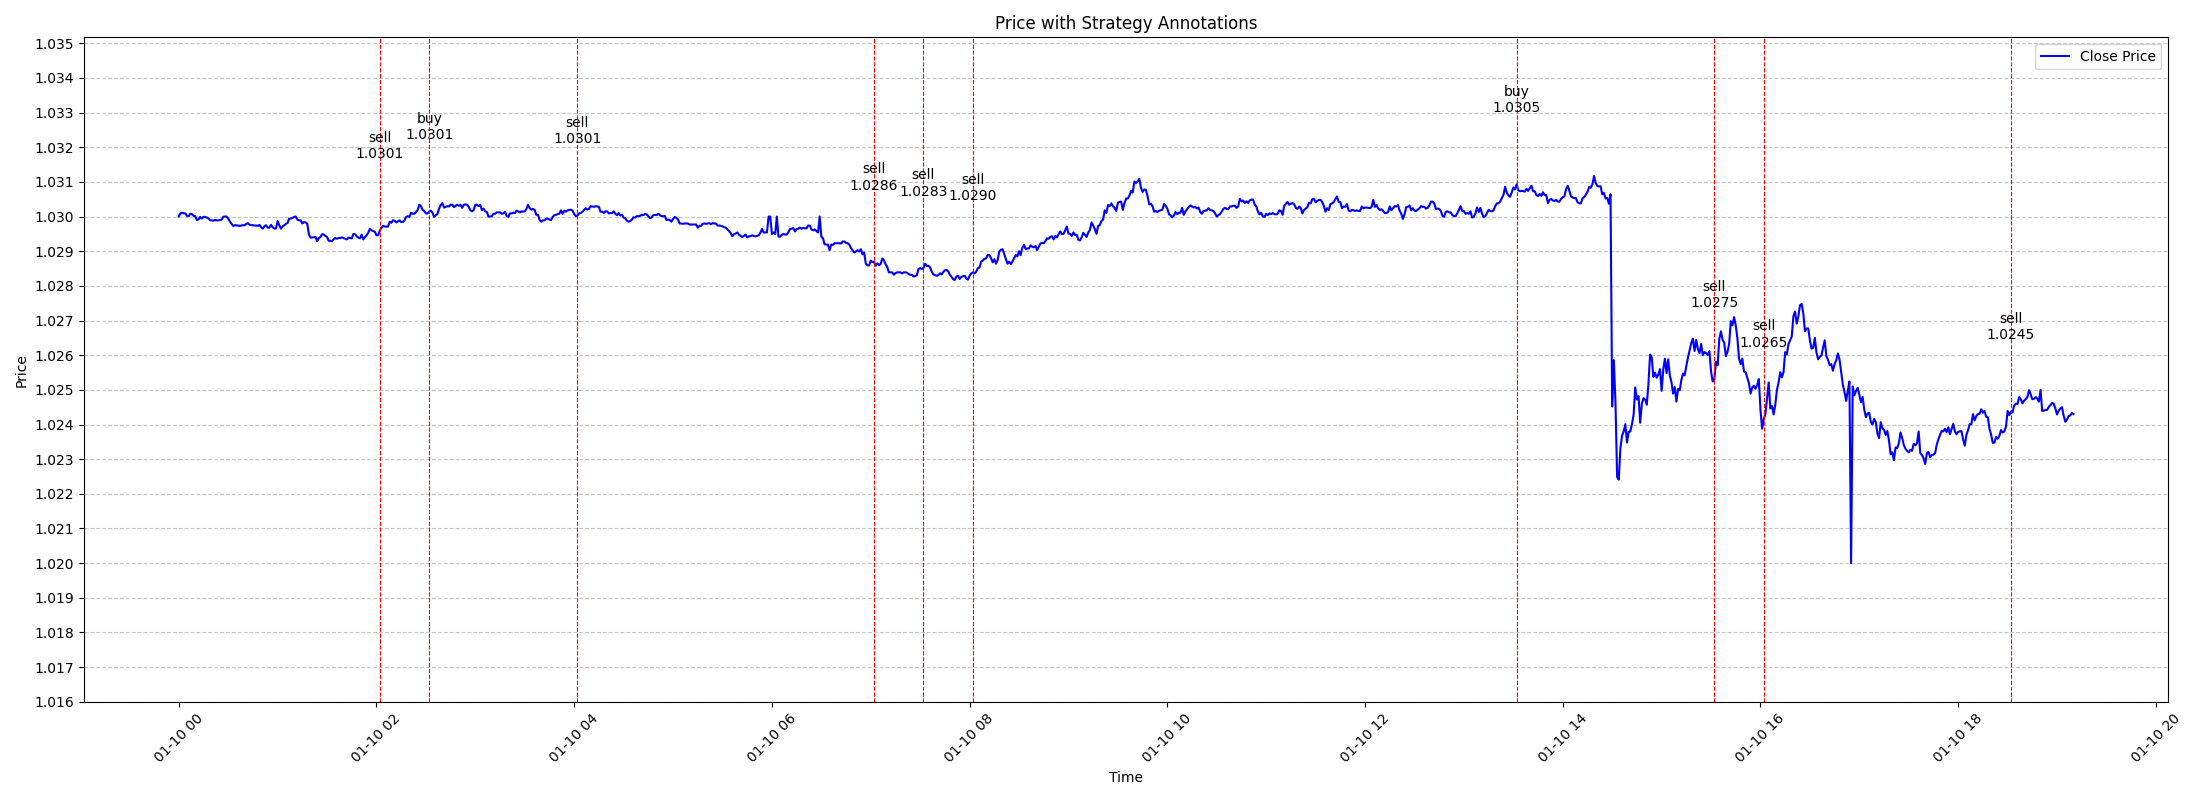 Price with Strategy Annotations
Close Price
Price
1.035
1.034
1.033
1.032
1.031
1.030
1.029
1.028
1.027
1.026
1.025
1.024
1.023
1.022
1.021
1.020
1.019
1.018
1.017
1.016
sell
1.0301
buy
1.0301
sell
1.0301
sell
1.0286
sell
1.0283
sell
1.0290
buy
1.0305
sell
1.0275
sell
1.0265
sell
1.0245
01-10 00
01-10 02
01-10 04
01-10 06
01-10 08
01-10 10
01-10 12
01-10 14
01-10 16
01-10 18
01-10 20
Time